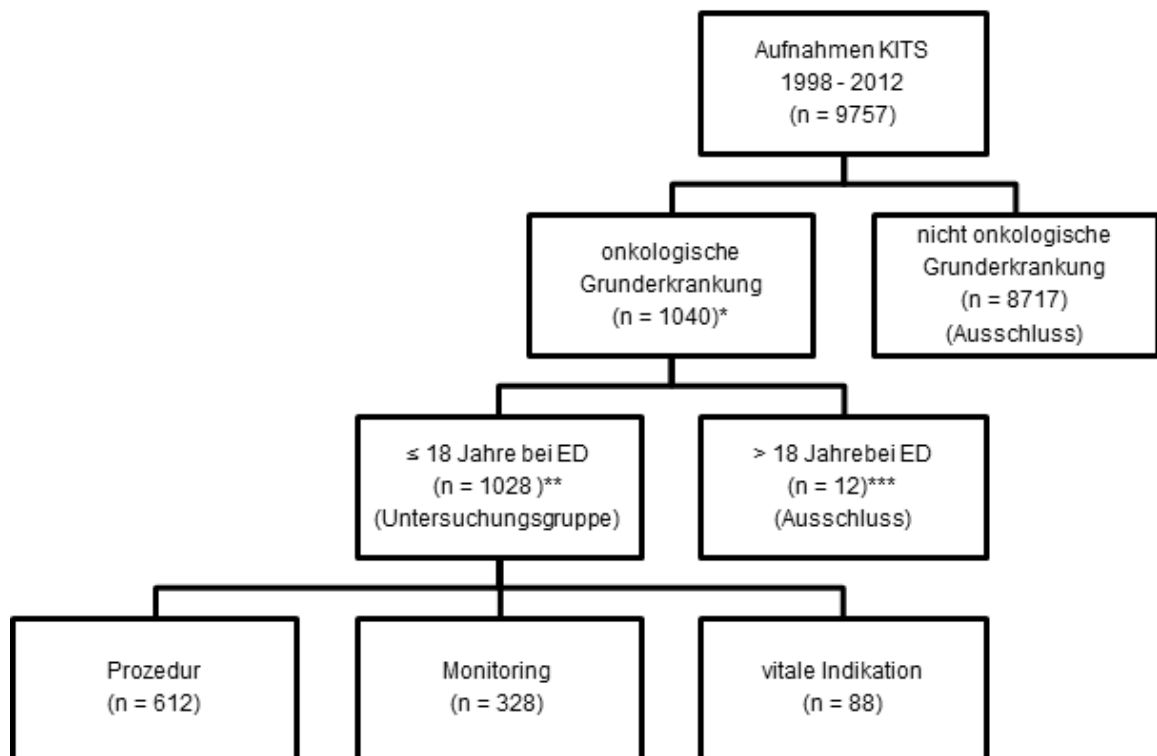 Aufnahmen KITS
1998 - 2012
(n = 9757)
onkologische
Grunderkrankung
(n = 1040)*
nicht onkologische
Grunderkrankung
(n = 8717)
(Ausschluss)
≤ 18 Jahre bei ED
(n = 1028 )**
(Untersuchungsgruppe)
> 18 Jahrebei ED
(n = 12)***
(Ausschluss)
Prozedur
(n = 612)
Monitoring
(n = 328)
vitale Indikation
(n = 88)